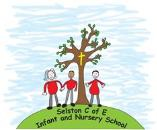 Selston C of E
Infant and Nursery School